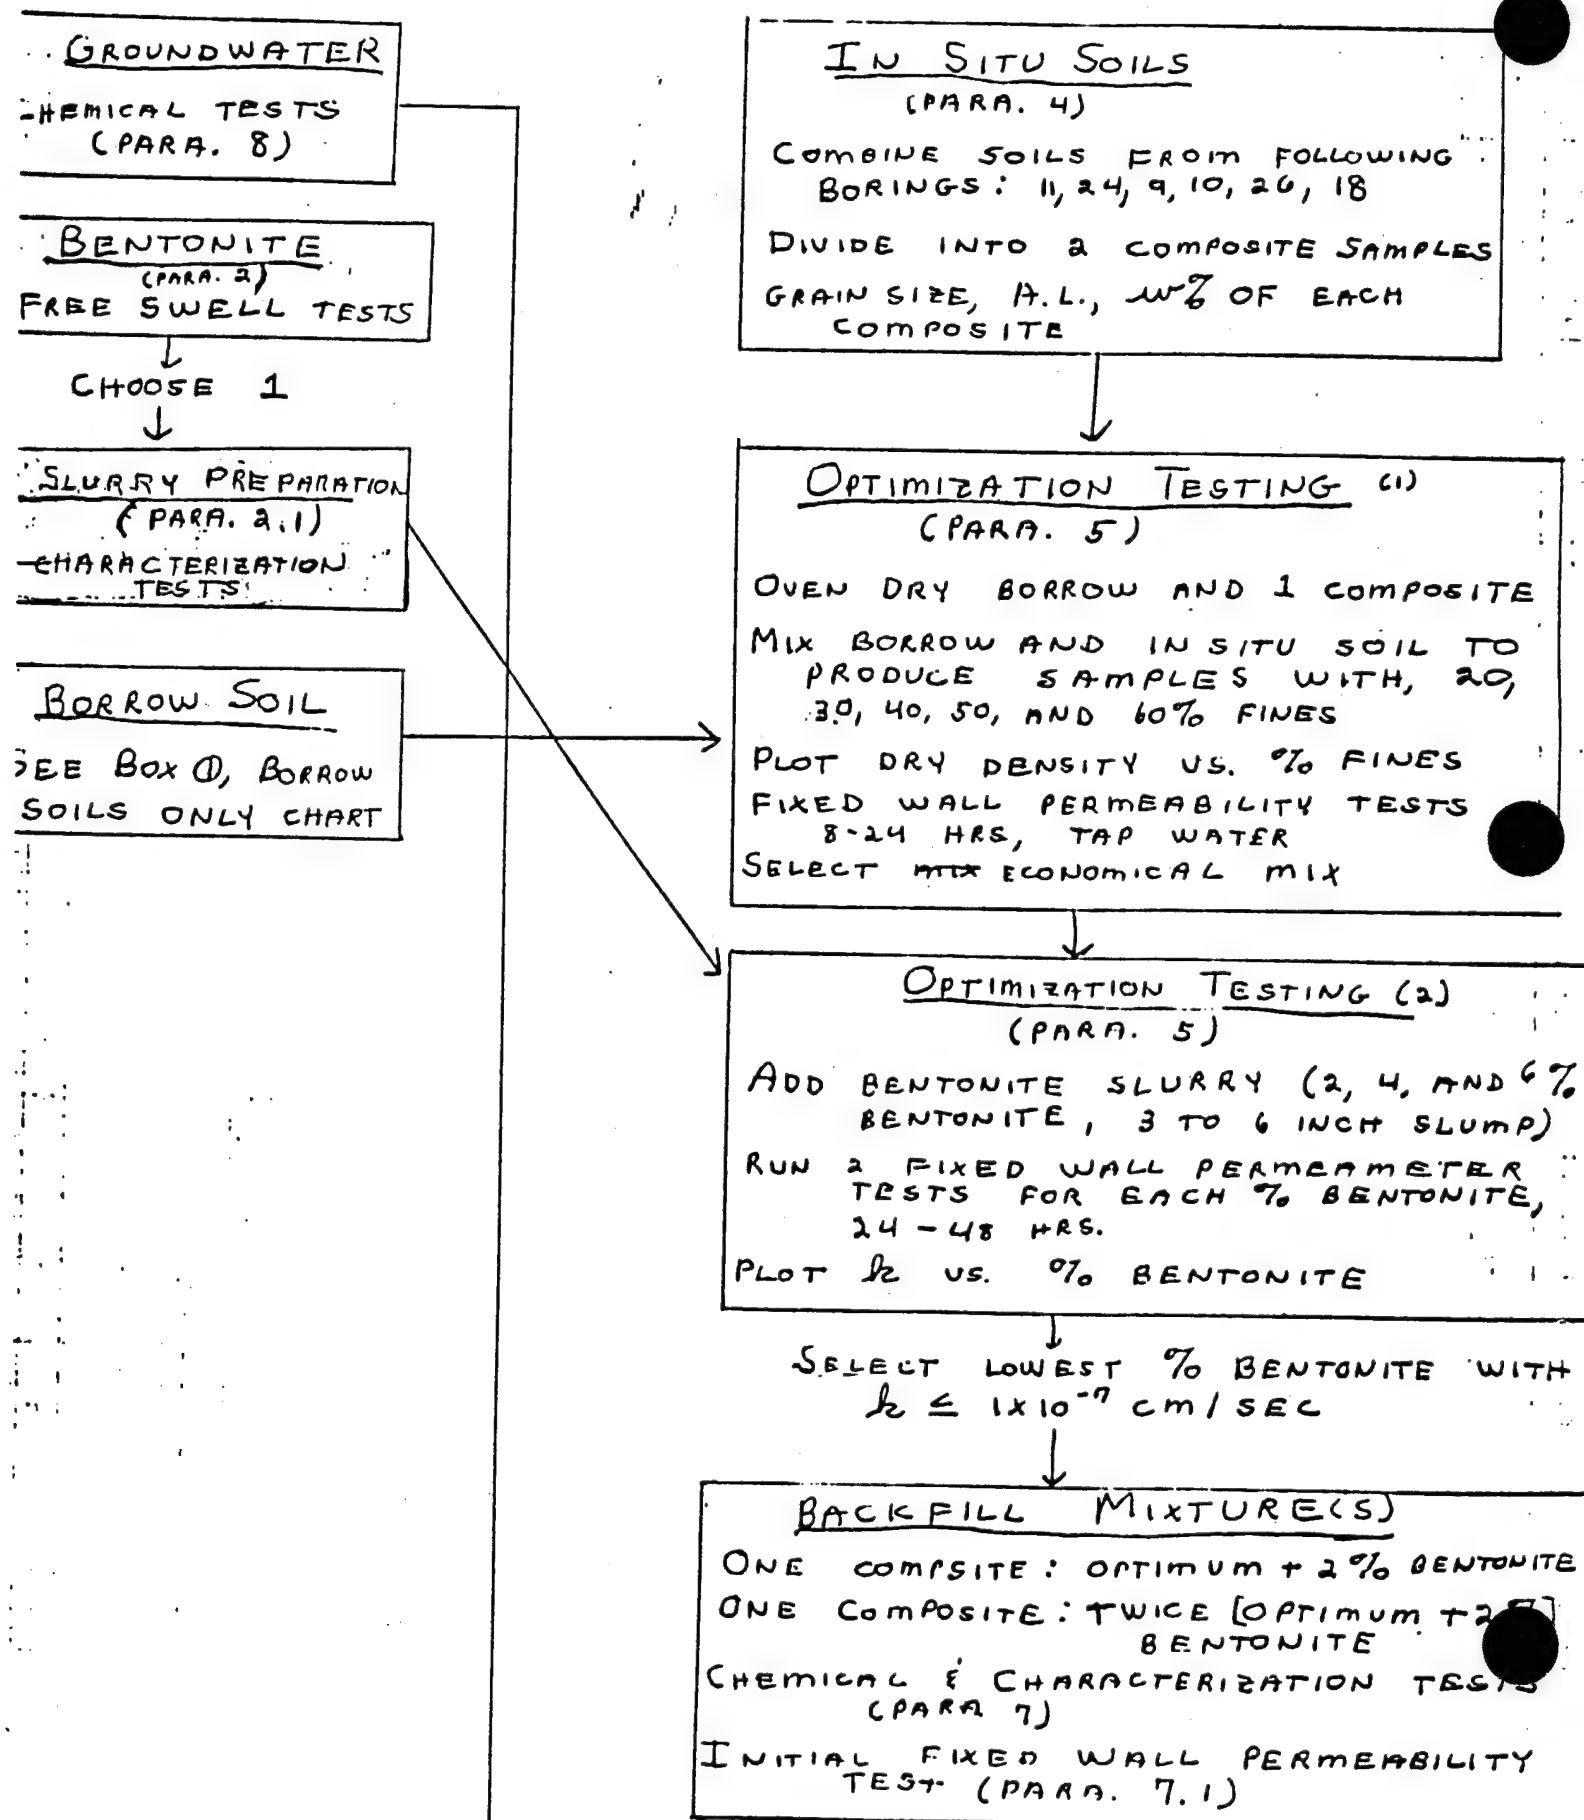 GROUNDWATER
HEMICAL TESTS
(PARA. 8)
BENTONITE
(PARA. 2)
FREE SWELL TESTS
CHOOSE 1
SLURRY PREPARATION
(PARA. 2.1)
CHARACTERIZATION
TESTS
BORROW SOIL
SEE BOX ①, BORROW
SOILS ONLY CHART
IN SITU SOILS
(PARA. 4)
COMBINE SOILS FROM FOLLOWING
BORINGS: 11, 24, 9, 10, 26, 18
DIVIDE INTO 2 COMPOSITE SAMPLES
GRAIN SIZE, A.L., w% OF EACH
COMPOSITE
OPTIMIZATION TESTING (1)
(PARA. 5)
OVEN DRY BORROW AND 1 COMPOSITE
MIX BORROW AND IN SITU SOIL TO
PRODUCE SAMPLES WITH, 20,
30, 40, 50, AND 60% FINES
PLOT DRY DENSITY VS. % FINES
FIXED WALL PERMEABILITY TESTS
8-24 HRS, TAP WATER
SELECT ECONOMICAL MIX
OPTIMIZATION TESTING (2)
(PARA. 5)
ADD BENTONITE SLURRY (2, 4, AND 6%
BENTONITE, 3 TO 6 INCH SLUMP)
RUN 2 FIXED WALL PERMEAMETER
TESTS FOR EACH % BENTONITE,
24-48 HRS.
PLOT k VS. % BENTONITE
SELECT LOWEST % BENTONITE WITH
k ≤ 1x10⁻⁷ cm/SEC
BACKFILL MIXTURE(S)
ONE COMPSITE: OPTIMUM + 2% BENTONITE
ONE COMPOSITE: TWICE [OPTIMUM + 2
BENTONITE
CHEMICAL & CHARACTERIZATION TESTS
(PARA 7)
INITIAL FIXED WALL PERMEABILITY
TEST (PARA. 7.1)